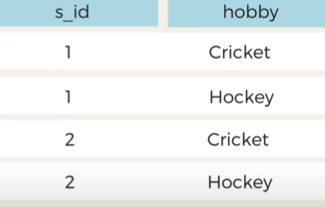 s_id hobby
1 Cricket
1 Hockey
2 Cricket
2 Hockey